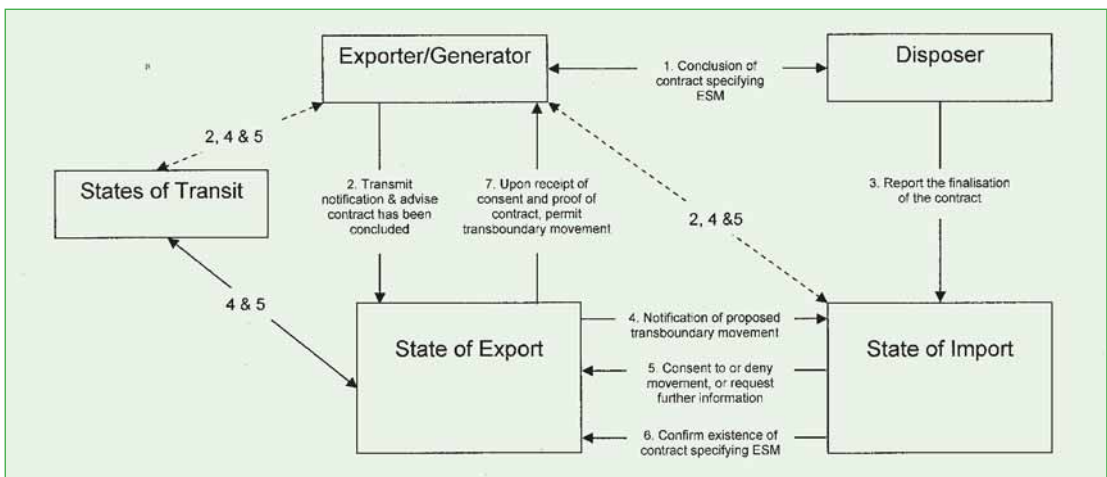 Exporter/Generator
1. Conclusion of
contract specifying
ESM
Disposer
2, 4 & 5
States of Transit
2. Transmit
notification & advise
contract has been
concluded
7. Upon receipt of
consent and proof of
contract, permit
transboundary movement
3. Report the finalisation
of the contract
2, 4 &5
4 & 5
State of Export
4. Notification of proposed
transboundary movement
State of Import
5. Consent to or deny
movement, or request
further information
6. Confirm existence of
contract specifying ESM